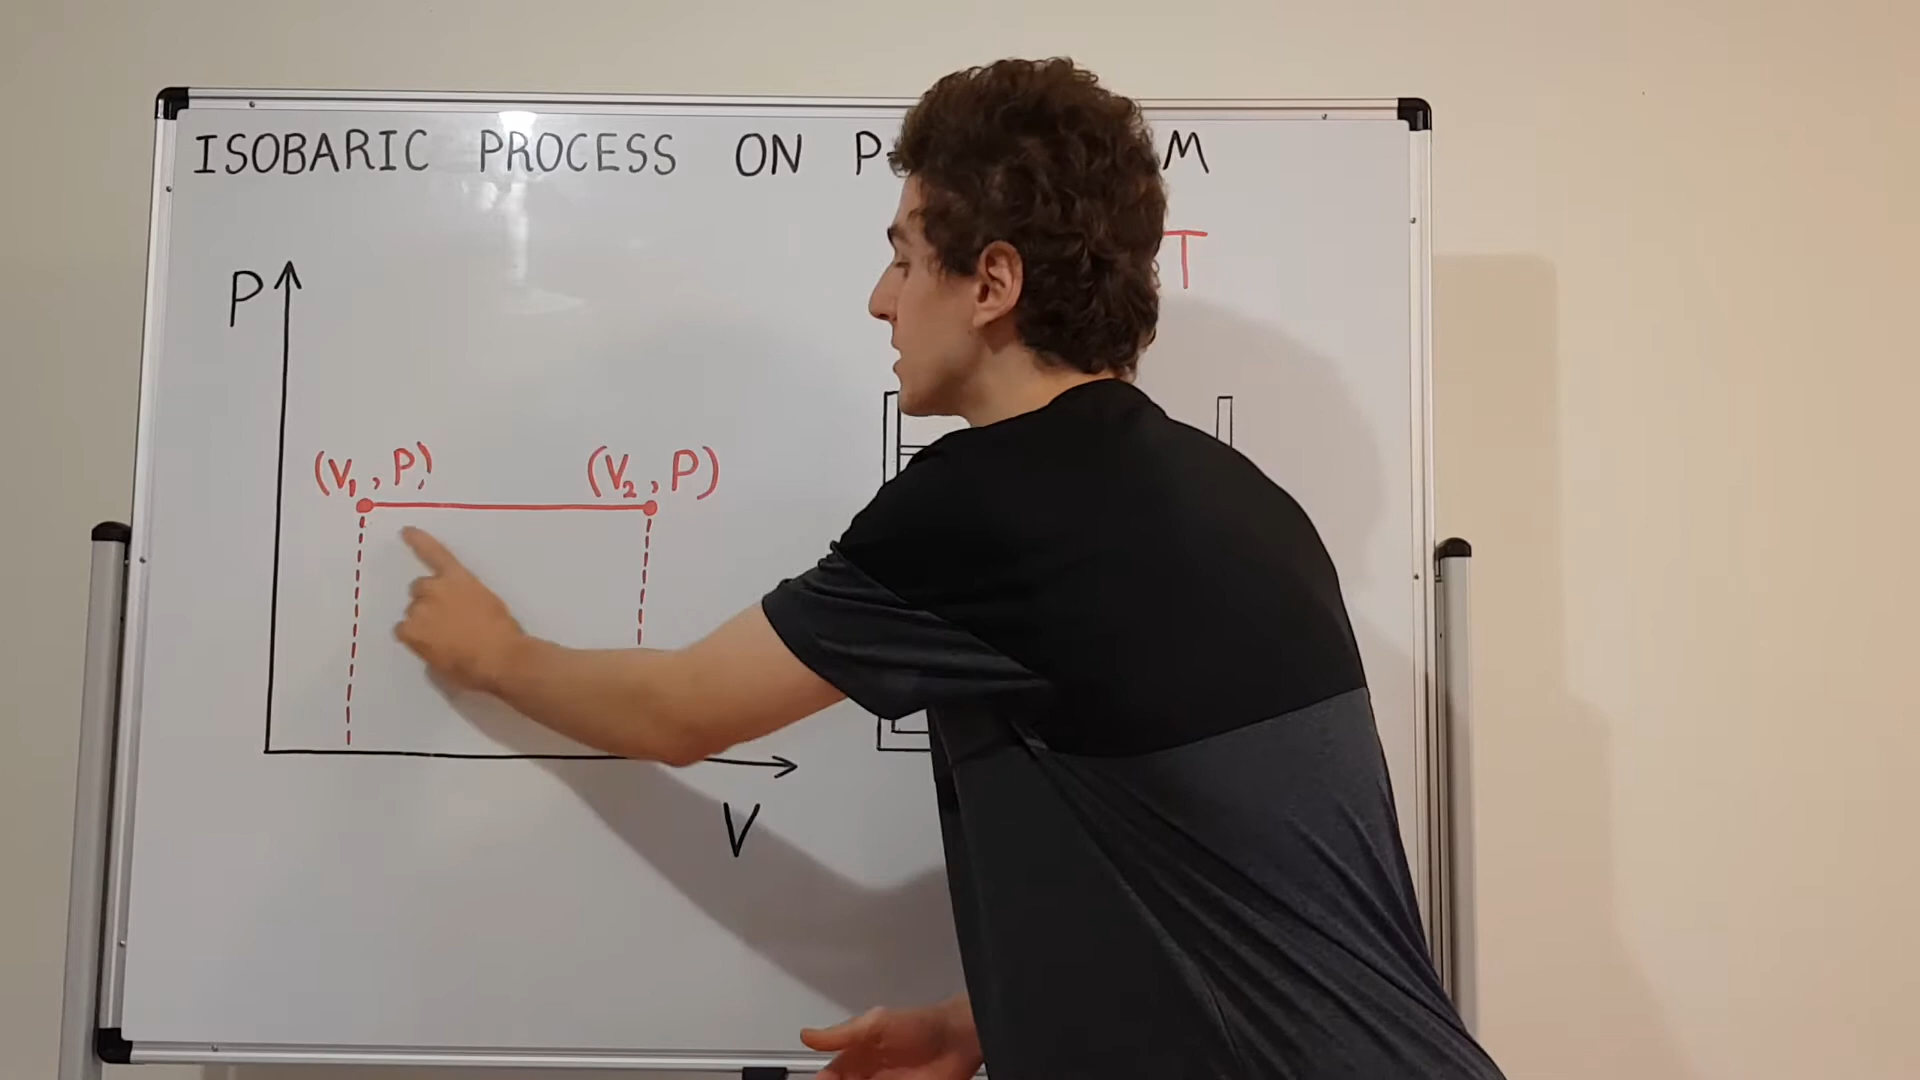 ISOBARIC PROCESS ON P-
M
T
P
(V₁, P)
(V₂, P)
V